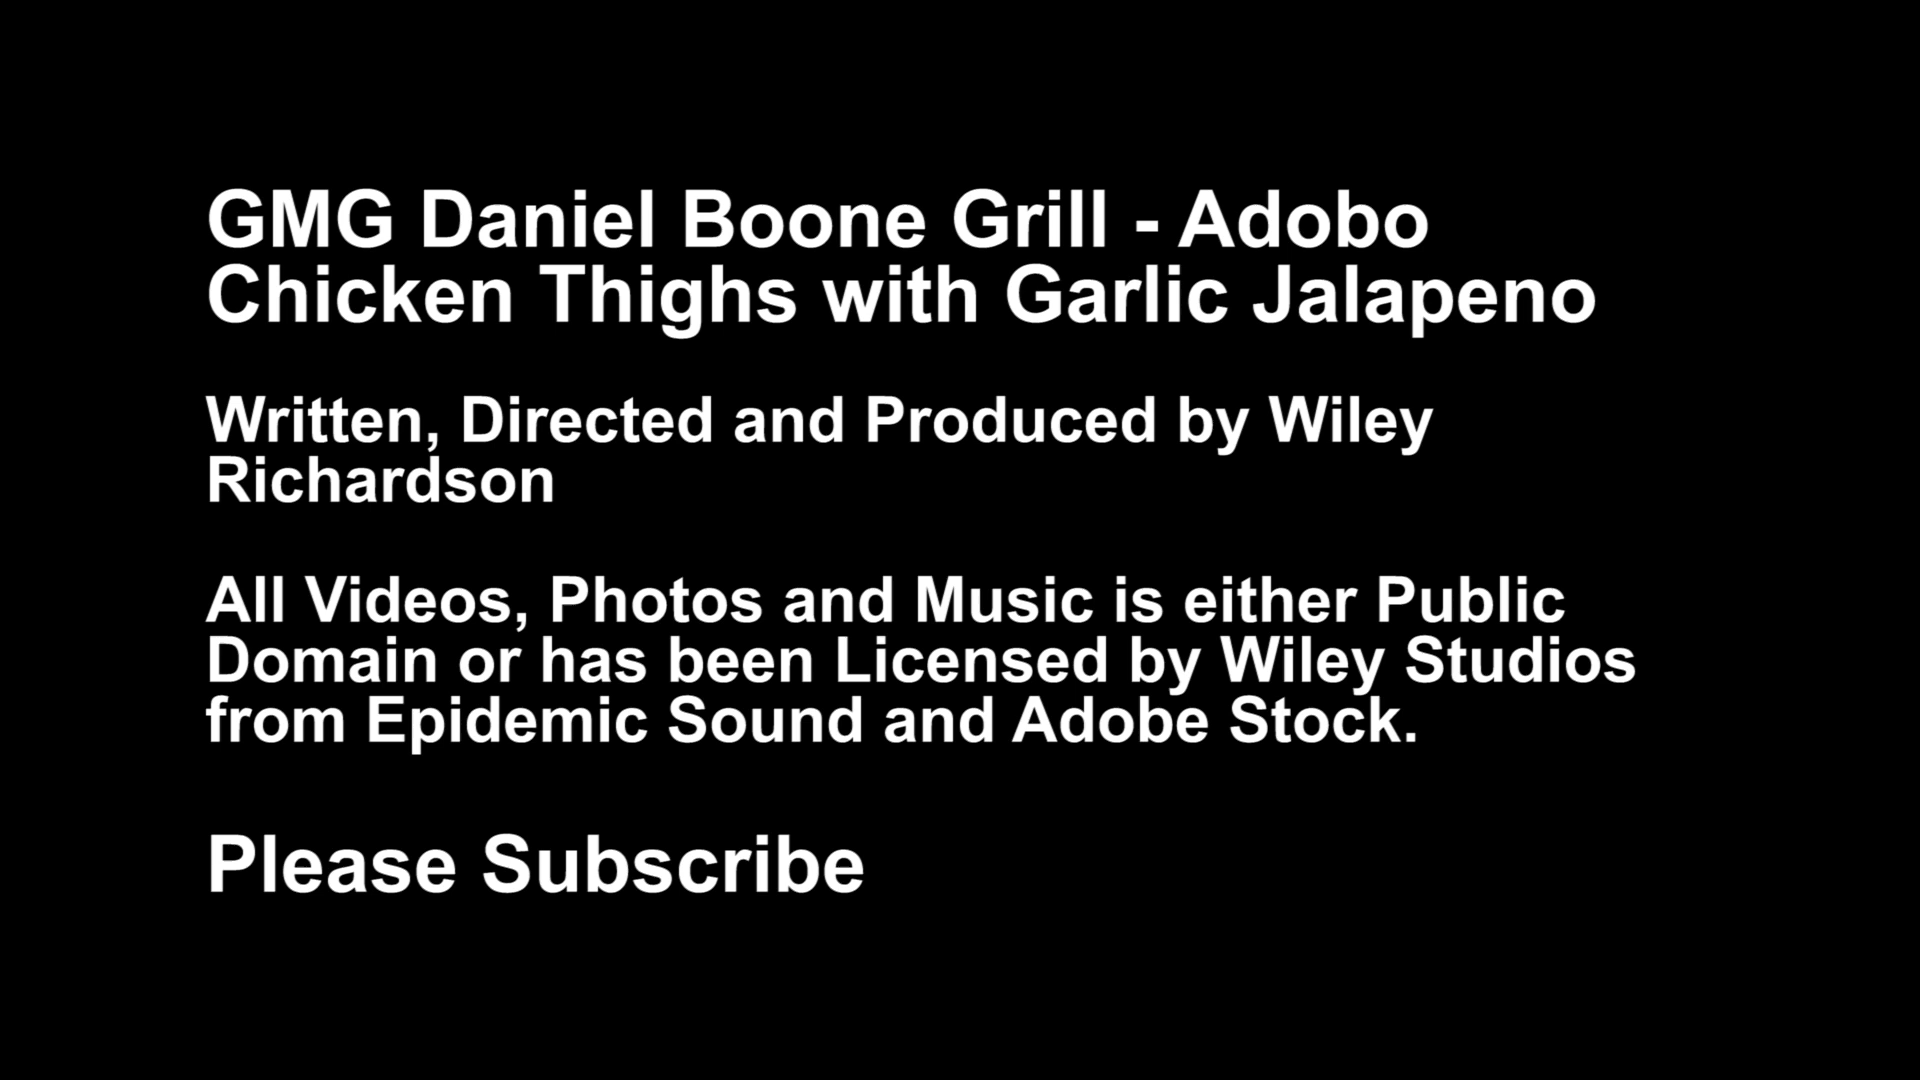 GMG Daniel Boone Grill - Adobo
Chicken Thighs with Garlic Jalapeno
Written, Directed and Produced by Wiley
Richardson
All Videos, Photos and Music is either Public
Domain or has been Licensed by Wiley Studios
from Epidemic Sound and Adobe Stock.
Please Subscribe